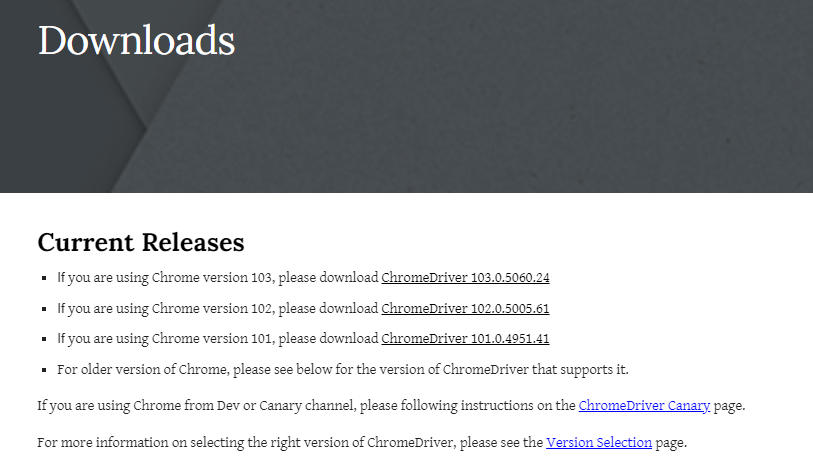 Downloads
Current Releases
If you are using Chrome version 103, please download ChromeDriver 103.0.5060.24
If you are using Chrome version 102, please download ChromeDriver 102.0.5005.61
If you are using Chrome version 101, please download ChromeDriver 101.0.4951.41
For older version of Chrome, please see below for the version of ChromeDriver that supports it.
If you are using Chrome from Dev or Canary channel, please following instructions on the ChromeDriver Canary page.
For more information on selecting the right version of ChromeDriver, please see the Version Selection page.